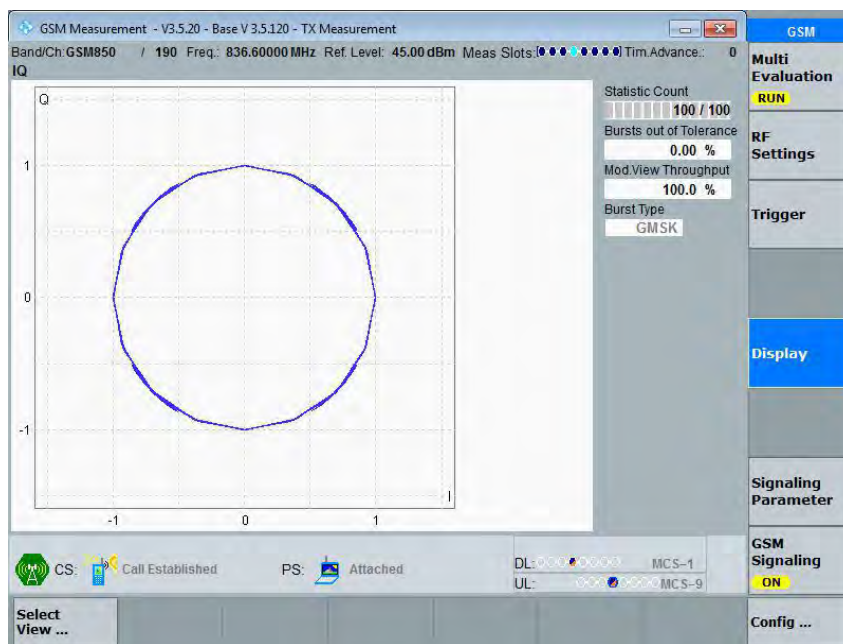 GSM Measurement - V3.5.20 - Base V 3.5.120 - TX Measurement
GSM
Band/Ch.:GSM850 / 190 Freq.: 836.60000 MHz Ref. Level: 45.00 dBm Meas Slots: Tim.Advance.: 0
IQ
Multi
Evaluation
RUN
RF
Settings
Trigger
Display
Signaling
Parameter
GSM
Signaling
ON
Config ...
Statistic Count
100 / 100
Bursts out of Tolerance
0.00 %
Mod.View Throughput
100.0 %
Burst Type
GMSK
Q
1
0
-1
I
-1 0 1
CS: Call Established PS: Attached
DL: MCS-1
UL: MCS-9
Select
View ...